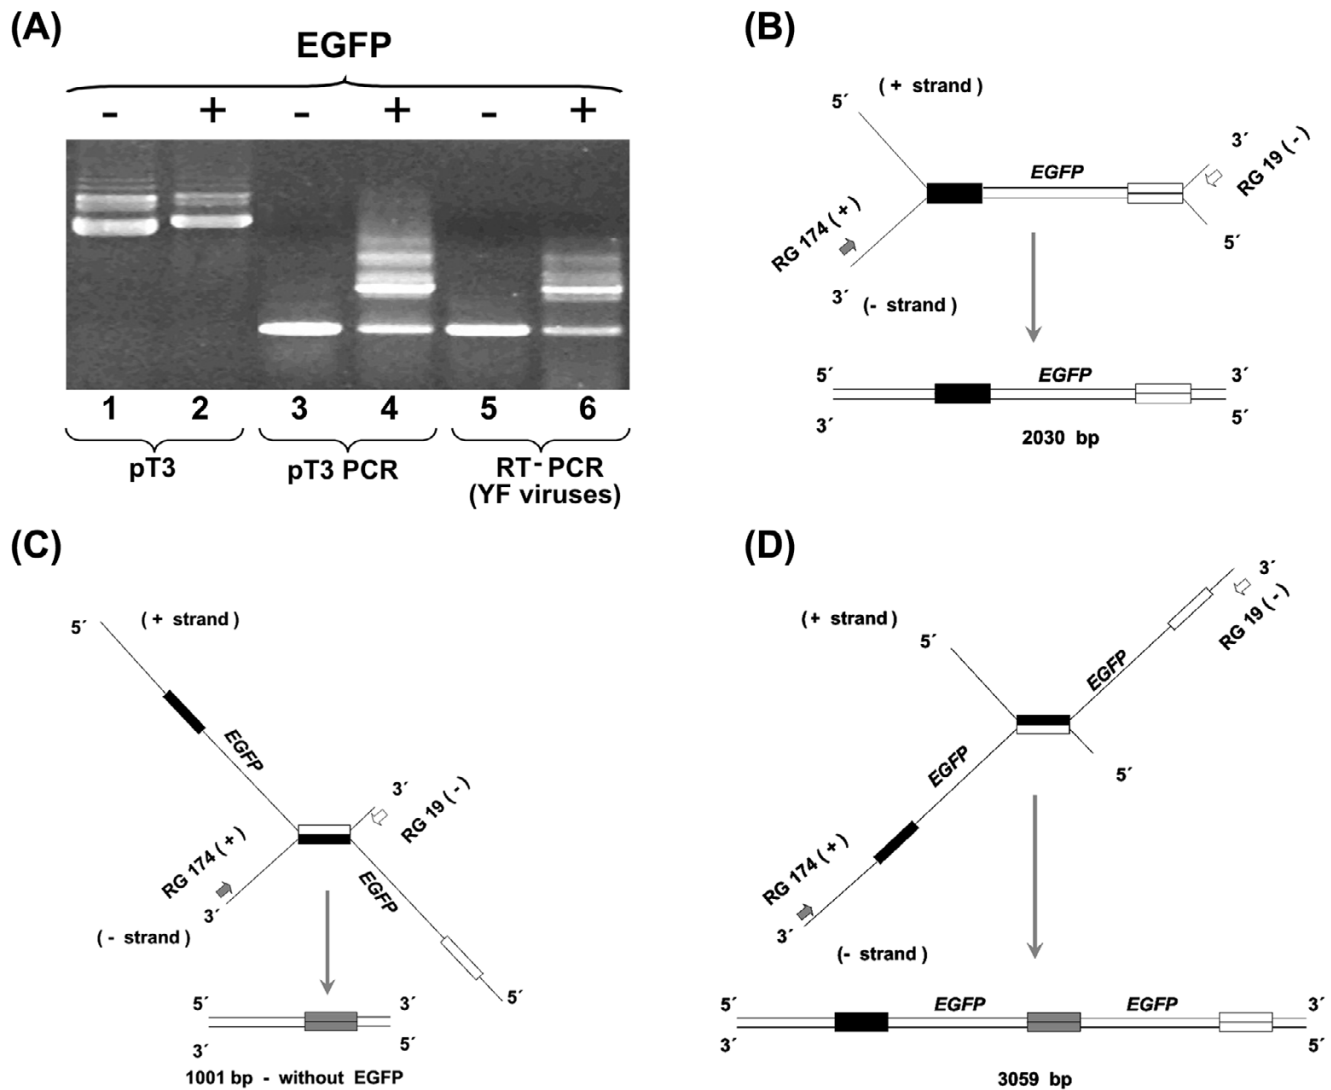 (A)
EGFP
- + - + - +
1 2 3 4 5 6
pT3
pT3 PCR
RT-PCR
(YF viruses)
(B)
(+ strand)
5´
3´
RG 19 (-)
EGFP
RG 174 (+)
5´
3´
(- strand)
5´
EGFP
3´
3´
5´
2030 bp
(C)
(+ strand)
5´
EGFP
3´
RG 19 (-)
RG 174 (+)
EGFP
3´
(- strand)
5´
5´
3´
3´
5´
1001 bp - without EGFP
(D)
3´
(+ strand)
5´
RG 19 (-)
EGFP
EGFP
5´
RG 174 (+)
3´
(- strand)
5´
EGFP
EGFP
3´
3´
5´
3059 bp